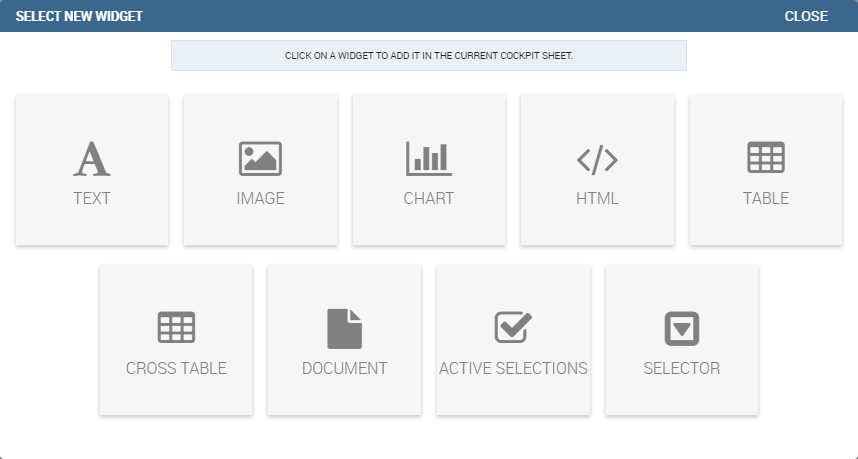 SELECT NEW WIDGET
CLOSE
CLICK ON A WIDGET TO ADD IT IN THE CURRENT COCKPIT SHEET.
TEXT
IMAGE
CHART
HTML
TABLE
CROSS TABLE
DOCUMENT
ACTIVE SELECTIONS
SELECTOR